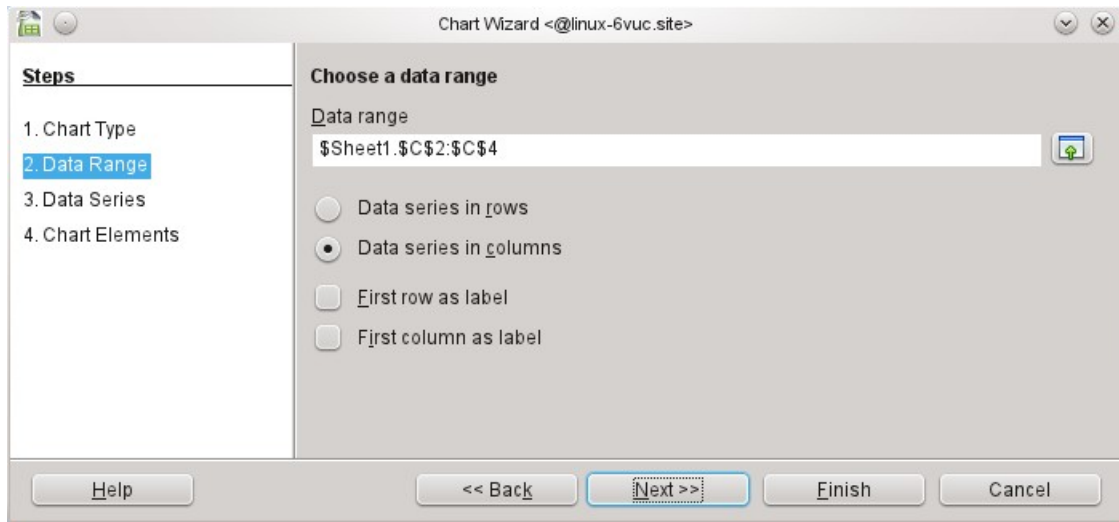 Chart Wizard <@linux-6vuc.site>
Steps
1. Chart Type
2. Data Range
3. Data Series
4. Chart Elements
Choose a data range
Data range
$Sheet1.$C$2:$C$4
Data series in rows
Data series in columns
First row as label
First column as label
Help
<< Back
Next >>
Finish
Cancel